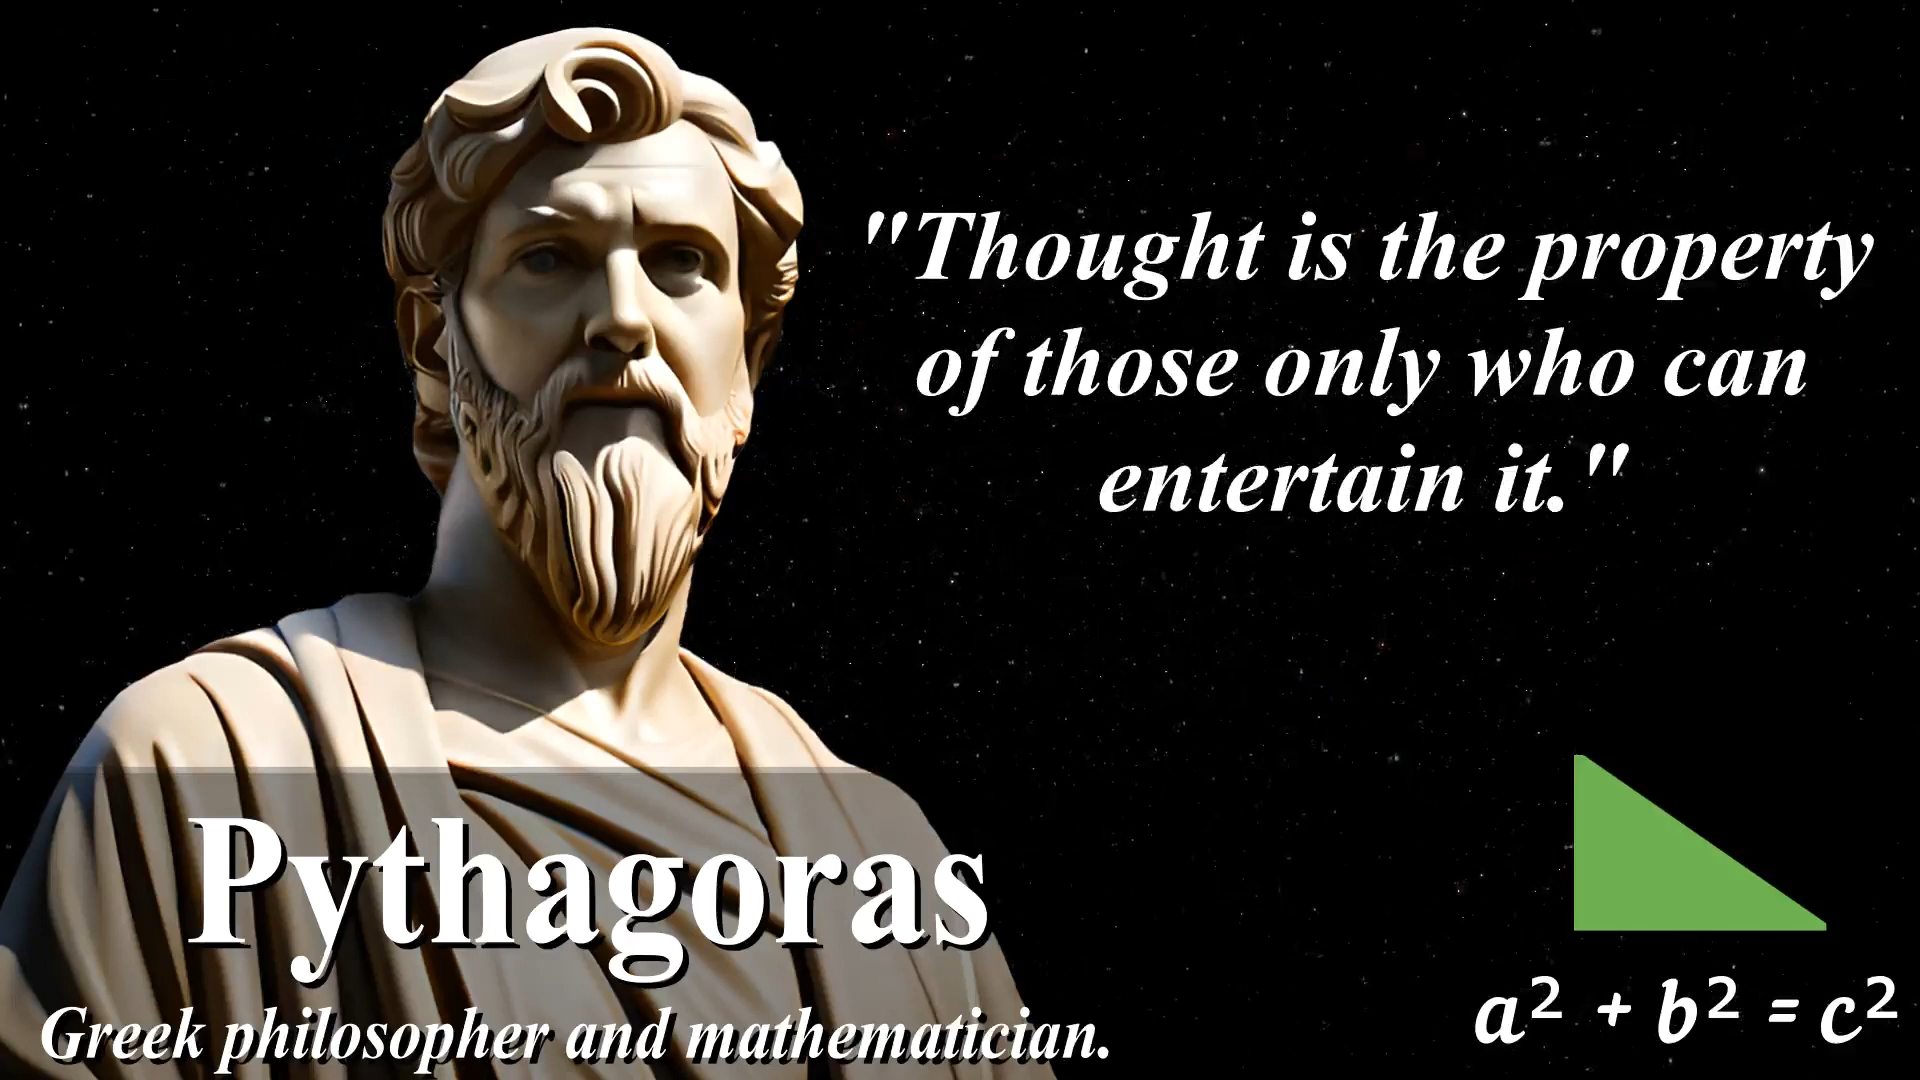 "Thought is the property
of those only who can
entertain it."
Pythagoras
Greek philosopher and mathematician.
a² + b² = c²